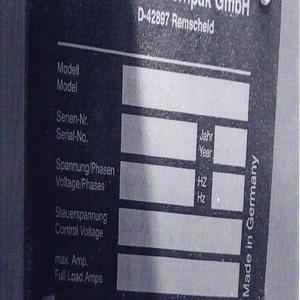 GmbH
D-42897 Remscheid
Modell
Model
Serien-Nr.
Serial-No.
Jahr
Year
Spannung/Phasen
Voltage/Phases
HZ
Hz
Steuerspannung
Control Voltage
max. Amp.
Full Load Amps
Made in Germany